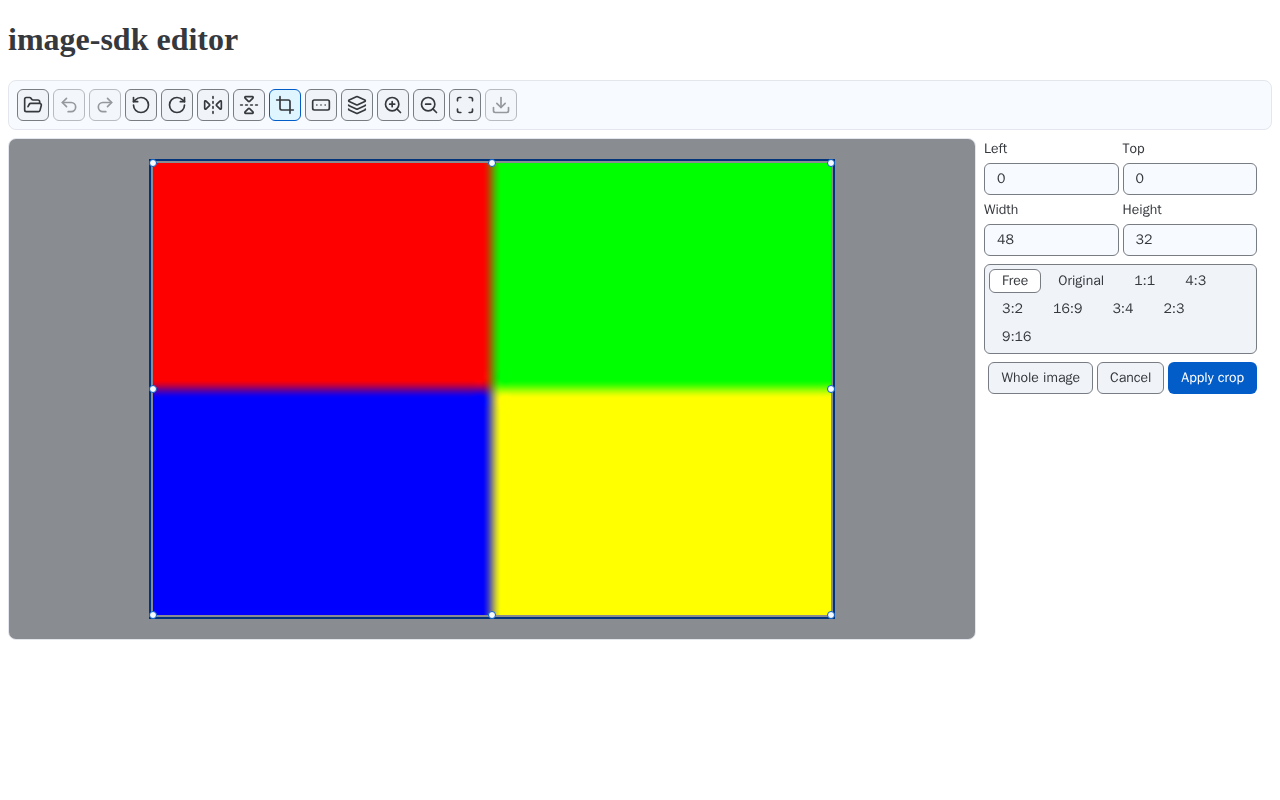 image-sdk editor
Left Top
0 0
Width Height
48 32
Free Original 1:1 4:3
3:2 16:9 3:4 2:3
9:16
Whole image Cancel Apply crop